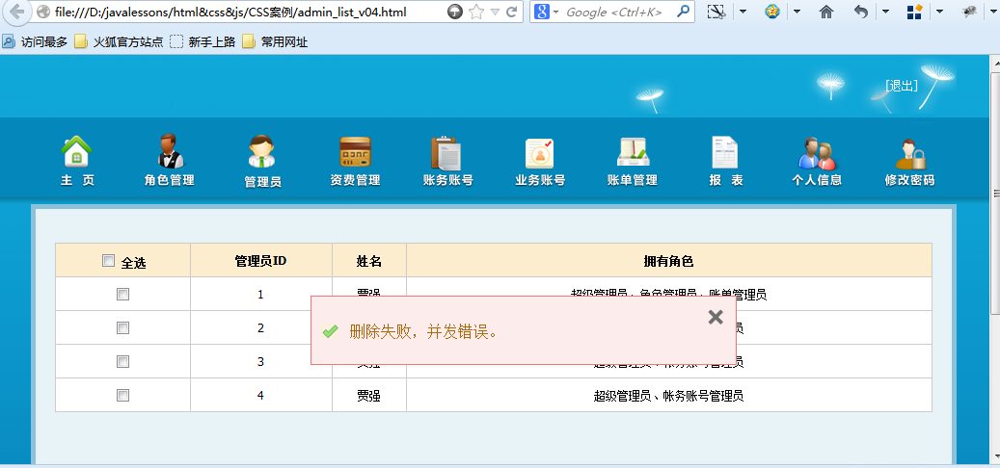 file:///D:/javalessons/html&css&js/CSS案例/admin_list_v04.html
Google <Ctrl+K>
访问最多 火狐官方站点 新手上路 常用网址
[退出]
主 页 角色管理 管理员 资费管理 账务账号 业务账号 账单管理 报 表 个人信息 修改密码
全选 管理员ID 姓名 拥有角色
1 贾强 超级管理员、角色管理员、账单管理员
2 员
删除失败，并发错误。
3 贾强 超级管理员、帐务账号管理员
4 贾强 超级管理员、帐务账号管理员